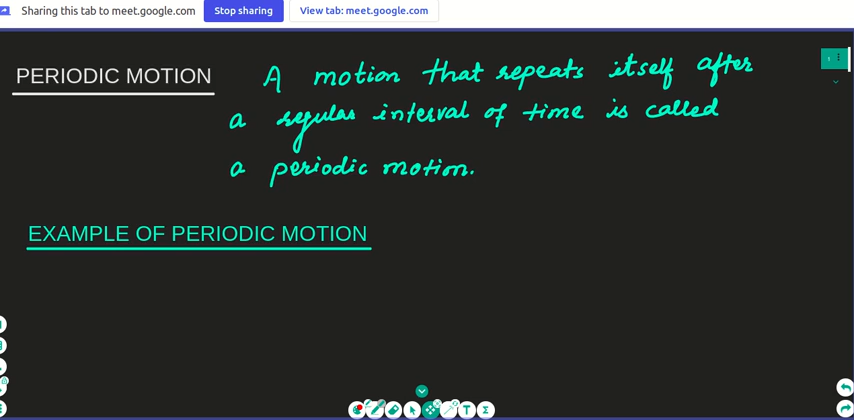 Sharing this tab to meet.google.com Stop sharing View tab: meet.google.com
PERIODIC MOTION A motion that repeats itself after
a regular interval of time is called
a periodic motion.
EXAMPLE OF PERIODIC MOTION
1
T Σ